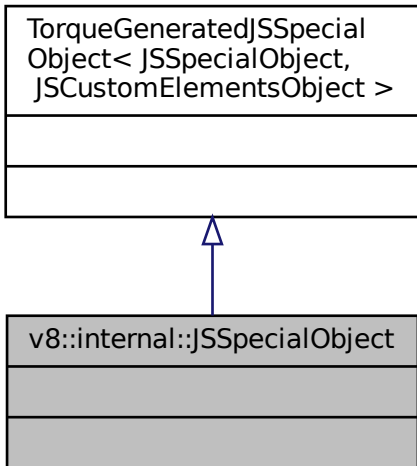 TorqueGeneratedJSSpecial
Object< JSSpecialObject,
JSCustomElementsObject >
v8::internal::JSSpecialObject